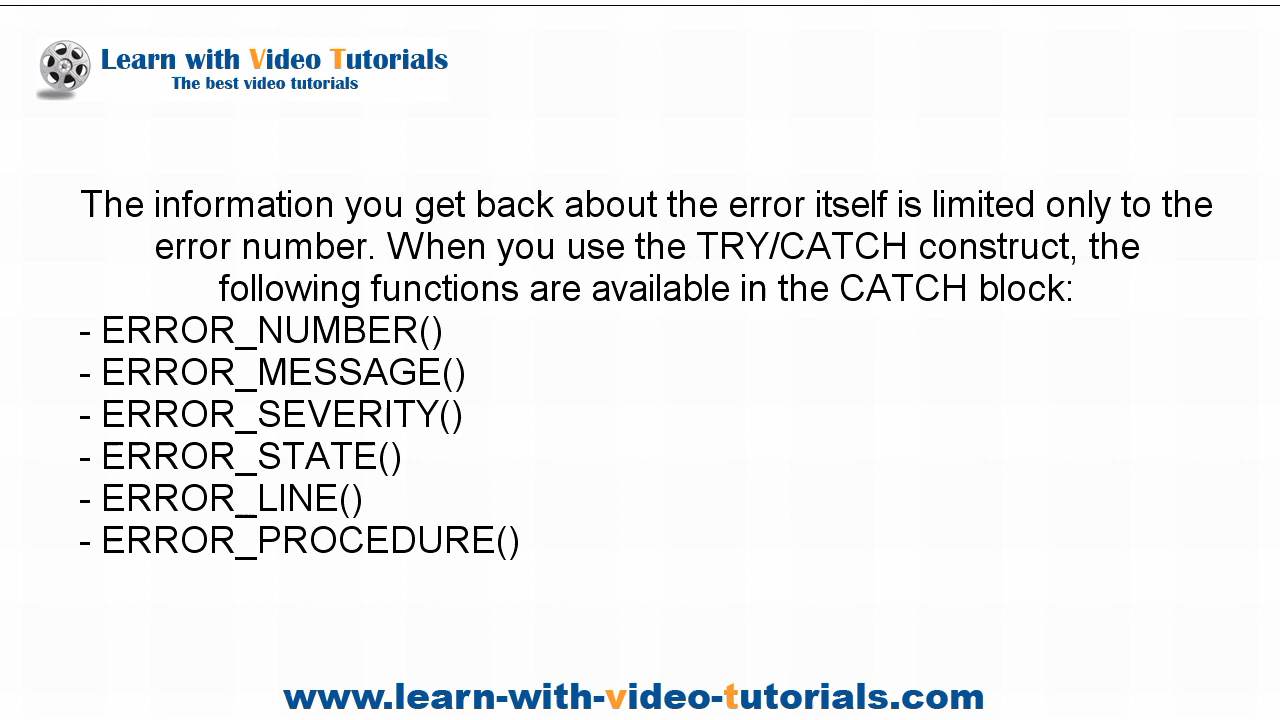 Learn with Video Tutorials
The best video tutorials
The information you get back about the error itself is limited only to the
error number. When you use the TRY/CATCH construct, the
following functions are available in the CATCH block:
- ERROR_NUMBER()
- ERROR_MESSAGE()
- ERROR_SEVERITY()
- ERROR_STATE()
- ERROR_LINE()
- ERROR_PROCEDURE()
www.learn-with-video-tutorials.com